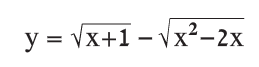 y = √x+1 − √x²−2x